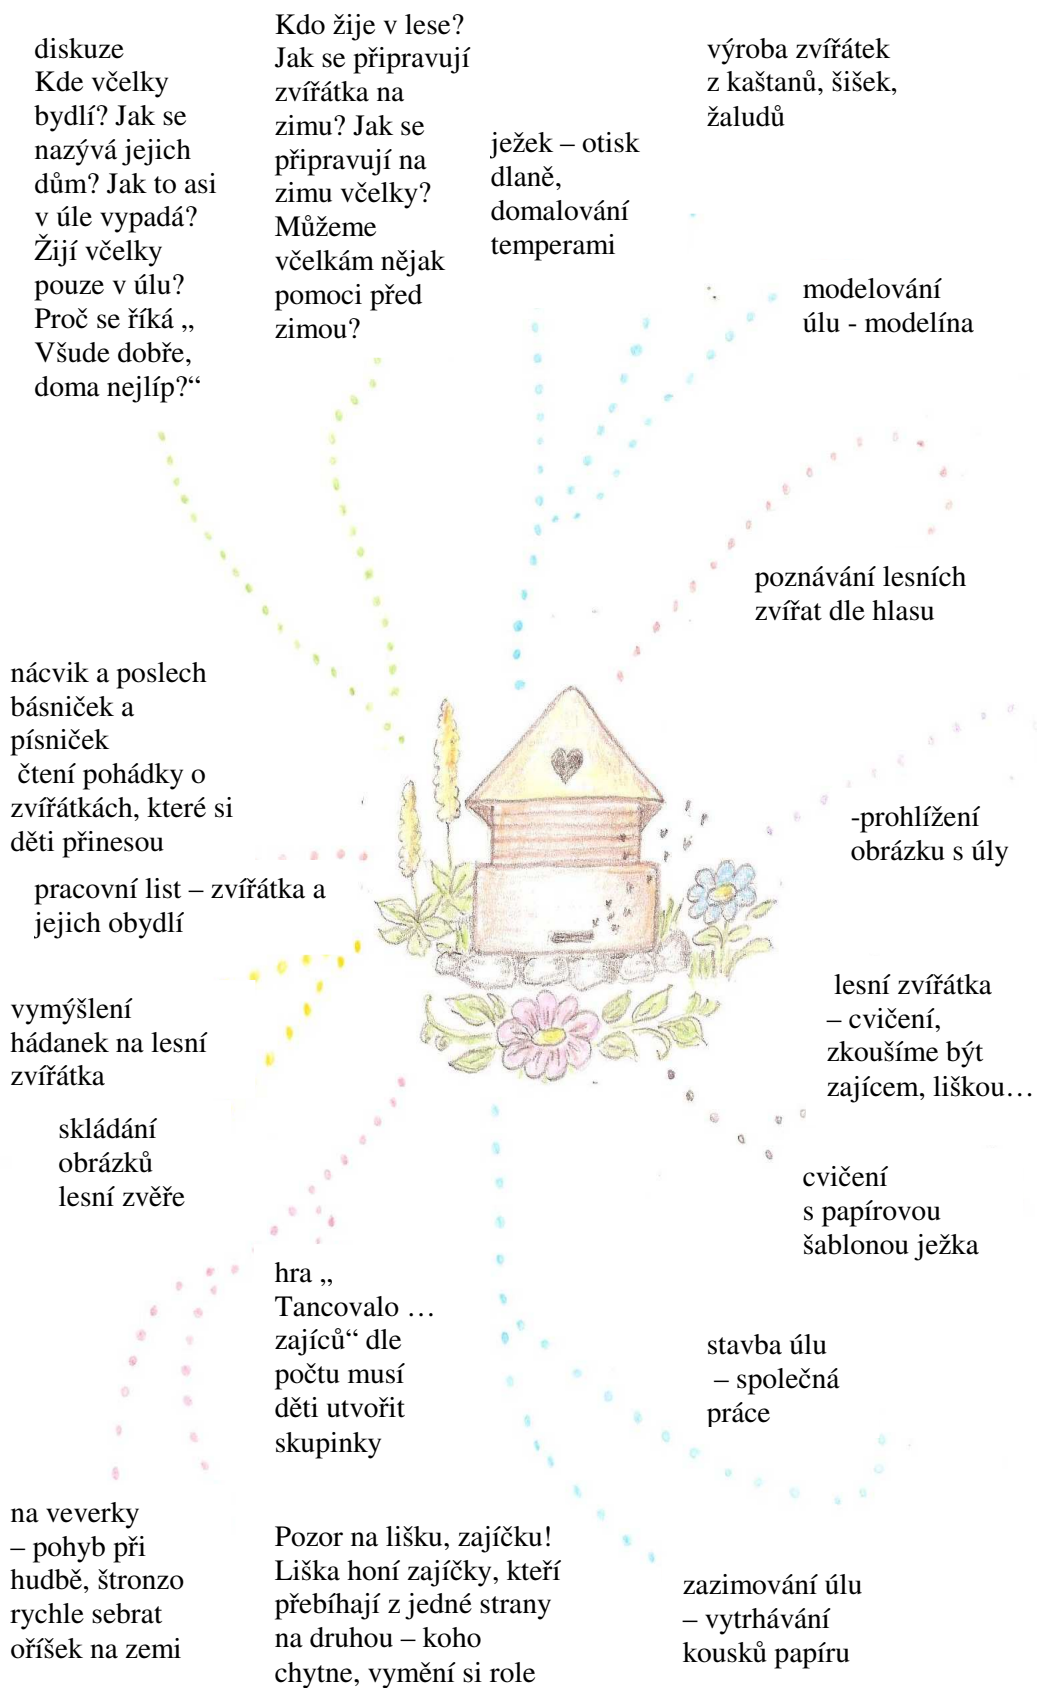 diskuze
Kde včelky
bydlí? Jak se
nazývá jejich
dům? Jak to asi
v úle vypadá?
Žijí včelky
pouze v úlu?
Proč se říká „
Všude dobře,
doma nejlíp?“
Kdo žije v lese?
Jak se připravují
zvířátka na
zimu? Jak se
připravují na
zimu včelky?
Můžeme
včelkám nějak
pomoci před
zimou?
ježek – otisk
dlaně,
domalování
temperami
výroba zvířátek
z kaštanů, šišek,
žaludů
modelování
úlu - modelína
poznávání lesních
zvířat dle hlasu
nácvik a poslech
básniček a
písniček
čtení pohádky o
zvířátkách, které si
děti přinesou
-prohlížení
obrázku s úly
pracovní list – zvířátka a
jejich obydlí
vymýšlení
hádanek na lesní
zvířátka
lesní zvířátka
– cvičení,
zkoušíme být
zajícem, liškou…
skládání
obrázků
lesní zvěře
cvičení
s papírovou
šablonou ježka
hra „
Tancovalo …
zajíců“ dle
počtu musí
děti utvořit
skupinky
stavba úlu
– společná
práce
na veverky
– pohyb při
hudbě, štronzo
rychle sebrat
oříšek na zemi
Pozor na lišku, zajíčku!
Liška honí zajíčky, kteří
přebíhají z jedné strany
na druhou – koho
chytne, vymění si role
zazimování úlu
– vytrhávání
kousků papíru